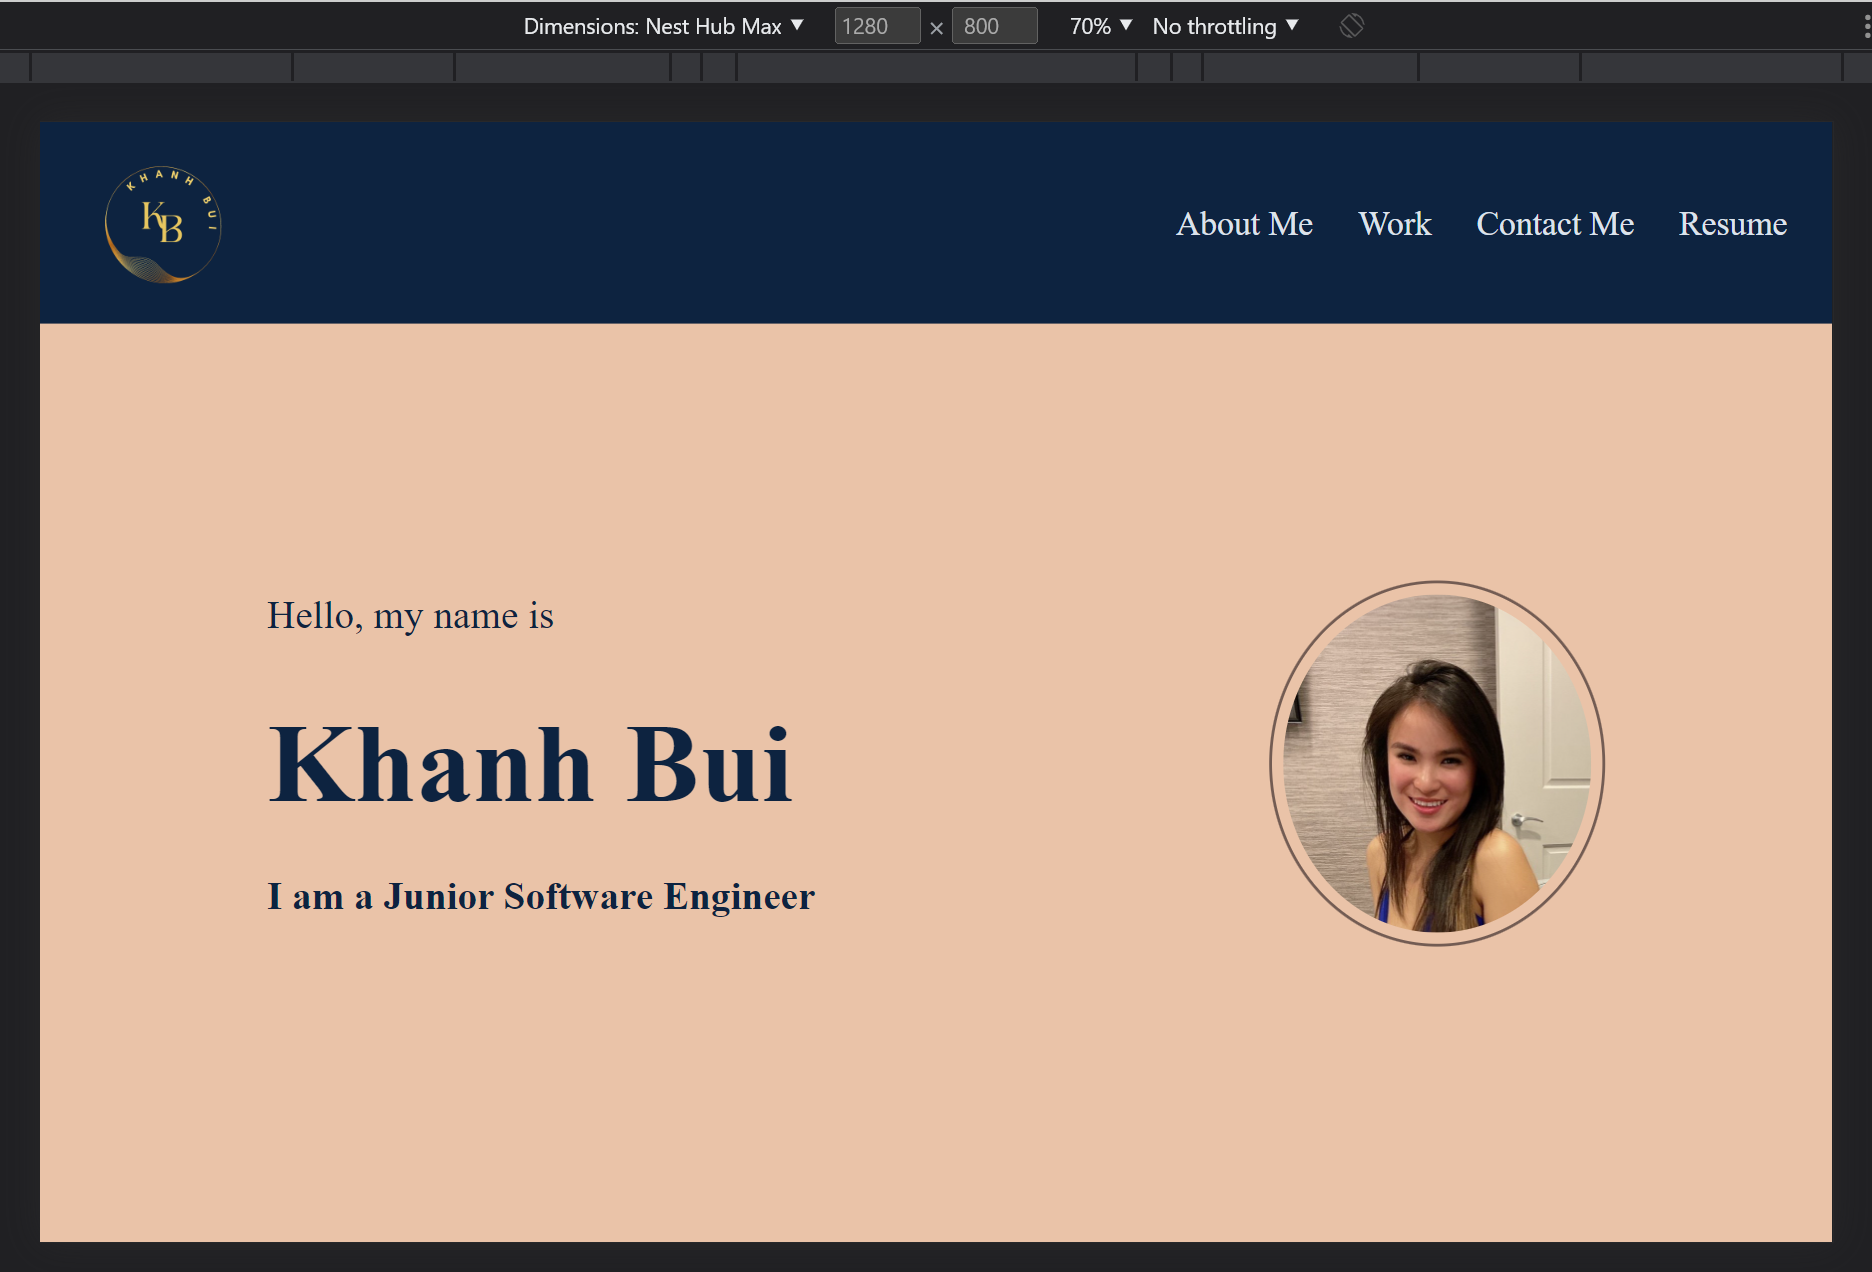 Dimensions: Nest Hub Max ▼ 1280 × 800 70% ▼ No throttling ▼
KHANH BUI
KB
About Me Work Contact Me Resume
Hello, my name is
Khanh Bui
I am a Junior Software Engineer